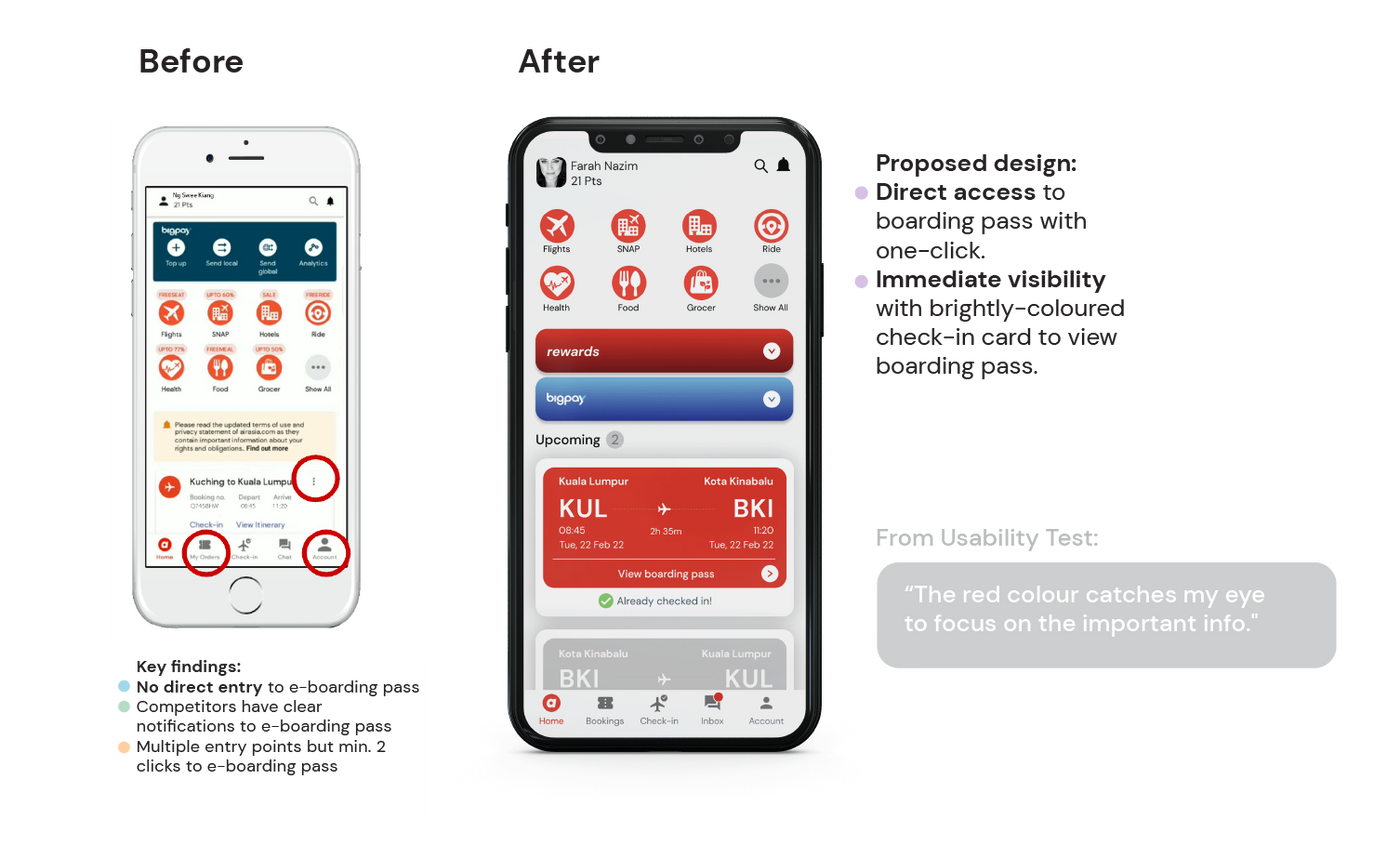 Before
After
Ng Swee Kiang
21 Pts
bigpay
Top up
Send local
Send
global
Analytics
FREESEAT
UPTO 60%
SALE
FREERIDE
Flights
SNAP
Hotels
Ride
UPTO 77%
FREEMEAL
UPTO 50%
Health
Food
Grocer
Show All
Please read the updated terms of use and
privacy statement of airasia.com as they
contain important information about your
rights and obligations. Find out more
Kuching to Kuala Lumpu
Booking no.
Depart
Arrive
08:45
11:20
Check-in
View Itinerary
Home
My Orders
Check-in
Chat
Account
Key findings:
No direct entry to e-boarding pass
Competitors have clear
notifications to e-boarding pass
Multiple entry points but min. 2
clicks to e-boarding pass
Farah Nazim
21 Pts
Flights
SNAP
Hotels
Ride
Health
Food
Grocer
Show All
rewards
bigpay
Upcoming 2
Kuala Lumpur
Kota Kinabalu
KUL
BKI
08:45
2h 35m
11:20
Tue, 22 Feb 22
Tue, 22 Feb 22
View boarding pass
Already checked in!
Kota Kinabalu
Kuala Lumpur
BKI
KUL
Home
Bookings
Check-in
Inbox
Account
Proposed design:
Direct access to
boarding pass with
one-click.
Immediate visibility
with brightly-coloured
check-in card to view
boarding pass.
From Usability Test:
“The red colour catches my eye
to focus on the important info."